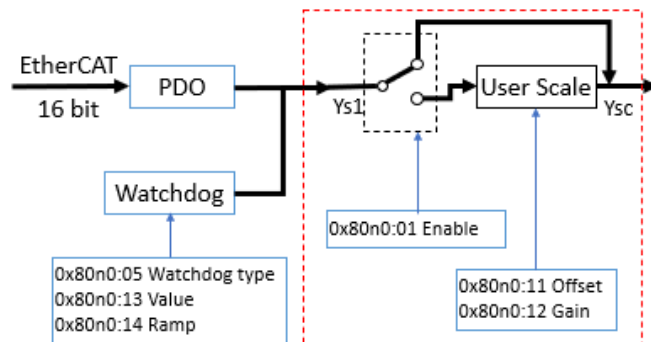 EtherCAT
16 bit
PDO
Ys1
User Scale
Ysc
Watchdog
0x80n0:01 Enable
0x80n0:05 Watchdog type
0x80n0:13 Value
0x80n0:14 Ramp
0x80n0:11 Offset
0x80n0:12 Gain